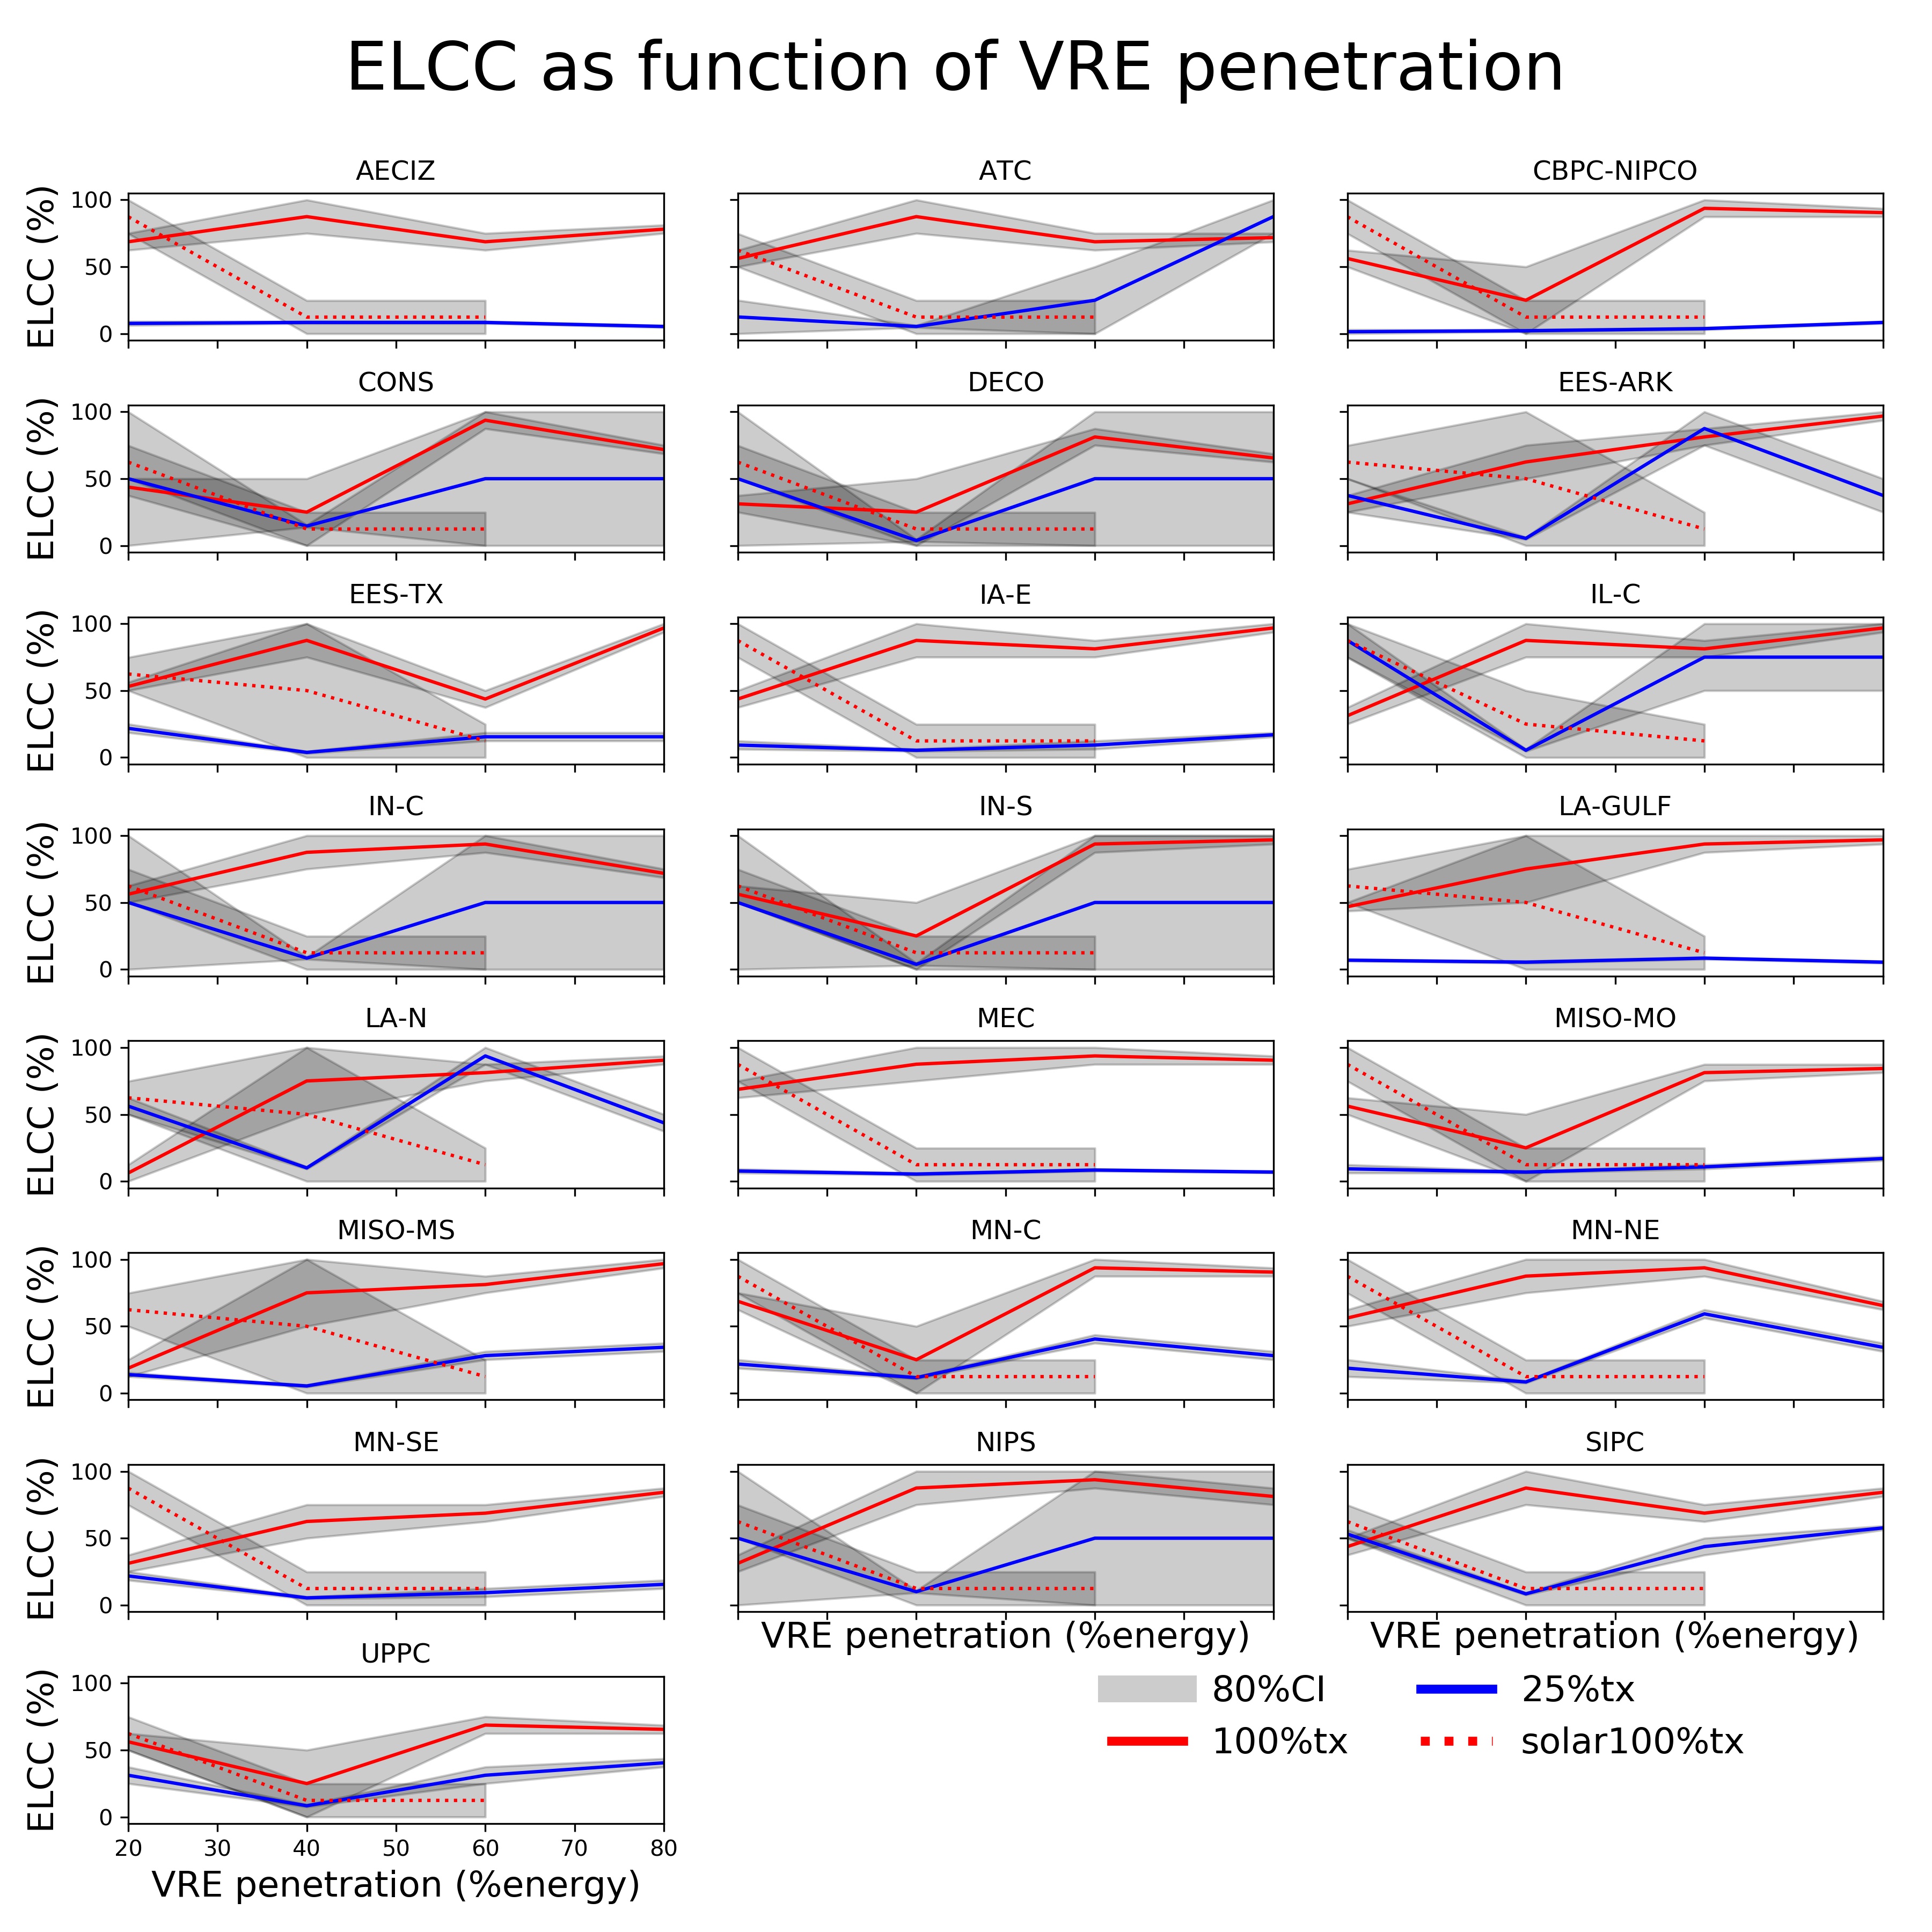 ELCC as function of VRE penetration
AECIZ ATC CBPC-NIPCO
ELCC (%) 100
50
0
CONS DECO EES-ARK
ELCC (%) 100
50
0
EES-TX IA-E IL-C
ELCC (%) 100
50
0
IN-C IN-S LA-GULF
ELCC (%) 100
50
0
LA-N MEC MISO-MO
ELCC (%) 100
50
0
MISO-MS MN-C MN-NE
ELCC (%) 100
50
0
MN-SE NIPS SIPC
ELCC (%) 100
50
0
VRE penetration (%energy) VRE penetration (%energy)
UPPC
ELCC (%) 100
50
0
20 30 40 50 60 70 80
VRE penetration (%energy)
80%CI 25%tx
100%tx solar100%tx